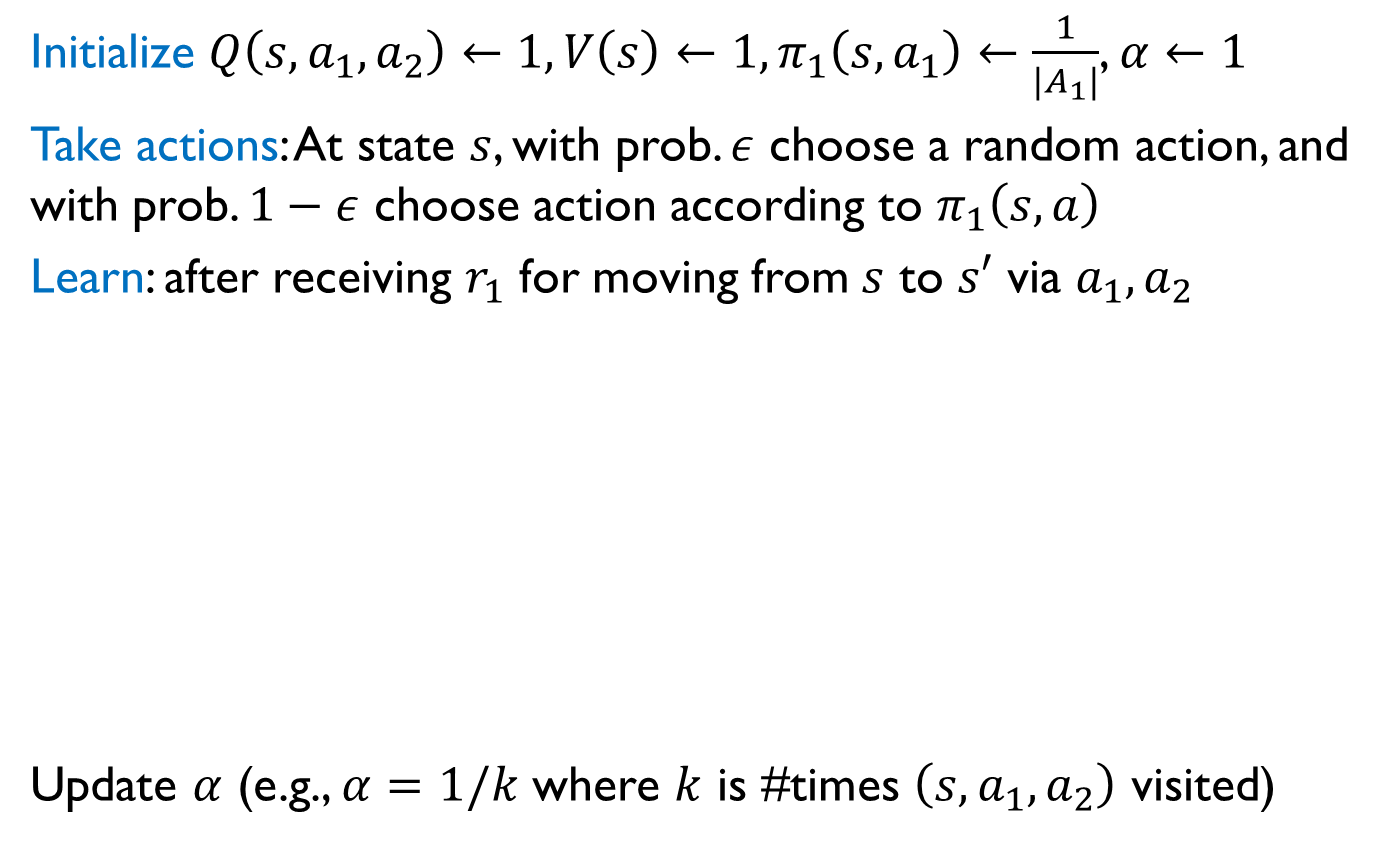 Initialize Q(s, a₁, a₂) ← 1, V(s) ← 1, π₁(s, a₁) ← 1/|A₁|, α ← 1
Take actions: At state s, with prob. ϵ choose a random action, and
with prob. 1 − ϵ choose action according to π₁(s, a)
Learn: after receiving r₁ for moving from s to s′ via a₁, a₂
Update α (e.g., α = 1/k where k is #times (s, a₁, a₂) visited)